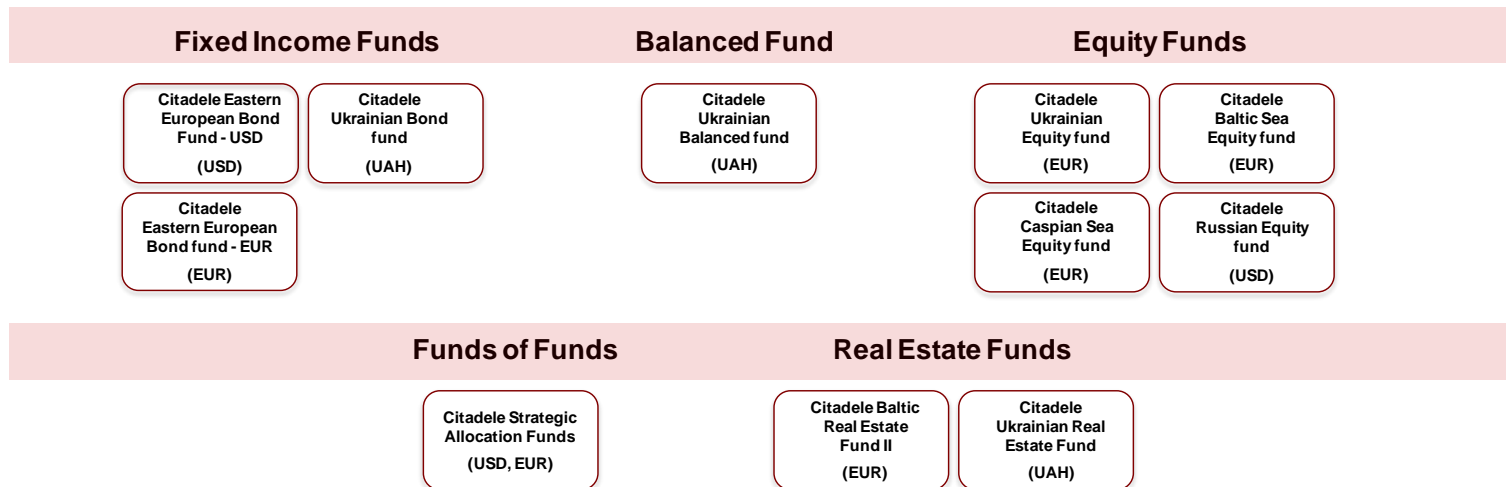 Fixed Income Funds
Balanced Fund
Equity Funds
Citadele Eastern
European Bond
Fund - USD
(USD)
Citadele
Ukrainian Bond
fund
(UAH)
Citadele
Eastern European
Bond fund - EUR
(EUR)
Citadele
Ukrainian
Balanced fund
(UAH)
Citadele
Ukrainian
Equity fund
(EUR)
Citadele
Baltic Sea
Equity fund
(EUR)
Citadele
Caspian Sea
Equity fund
(EUR)
Citadele
Russian Equity
fund
(USD)
Funds of Funds
Real Estate Funds
Citadele Strategic
Allocation Funds
(USD, EUR)
Citadele Baltic
Real Estate
Fund II
(EUR)
Citadele
Ukrainian Real
Estate Fund
(UAH)